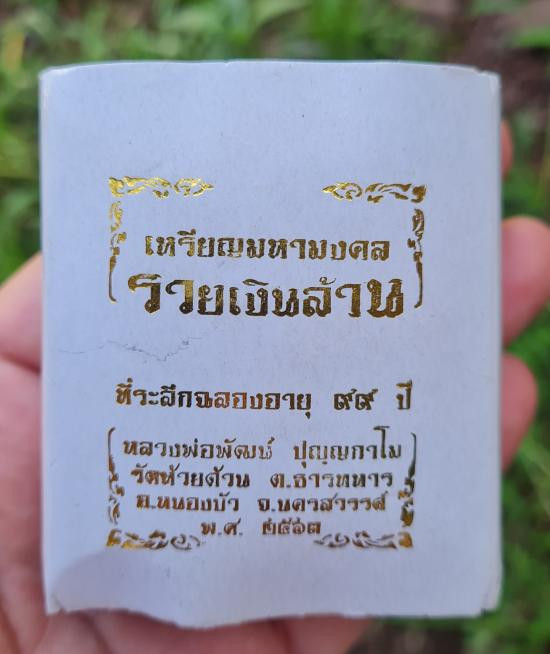 เหรียญมหามงคล
รวยเงินล้าน
ที่ระลึกฉลองอายุ ๙๙ ปี
หลวงพ่อพัฒน์ ปุญญกาโม
วัดห้วยด้วน ต.ธารทหาร
อ.หนองบัว จ.นครสวรรค์
พ.ศ. ๒๕๖๓